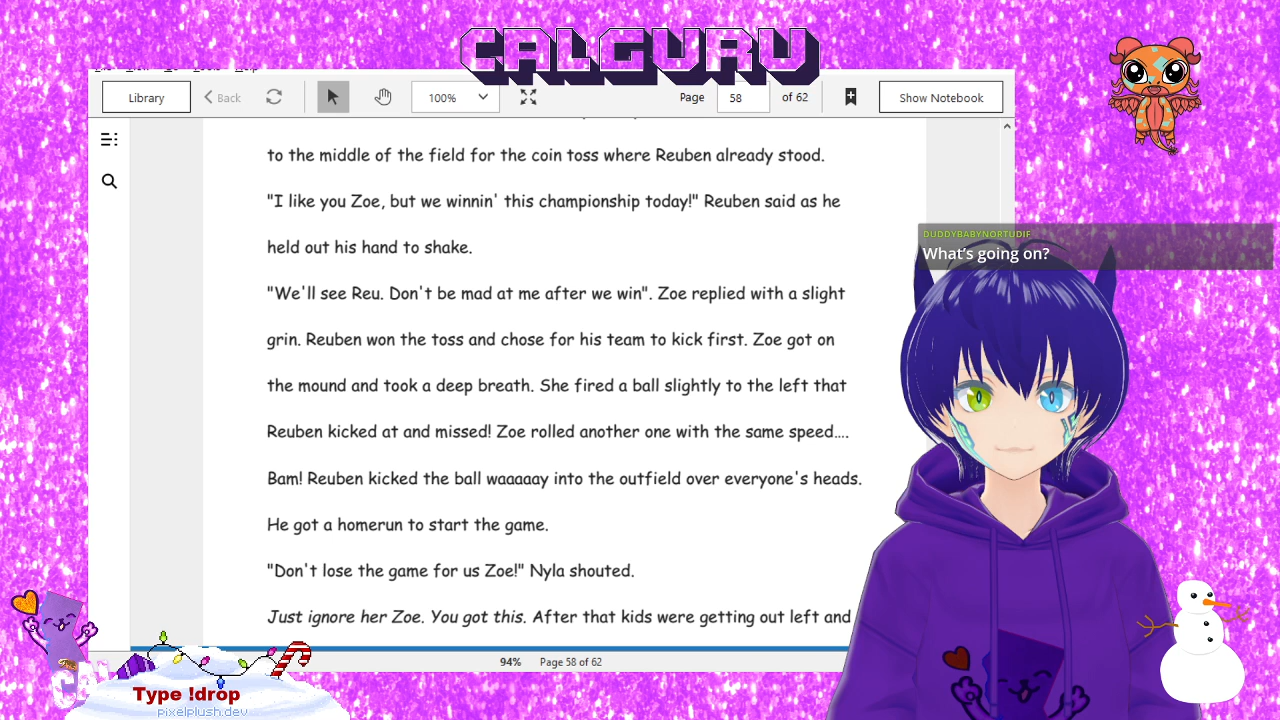 CALGURU
Library
Back
100%
Page
58
of 62
Show Notebook
to the middle of the field for the coin toss where Reuben already stood.
"I like you Zoe, but we winnin' this championship today!" Reuben said as he
held out his hand to shake.
"We'll see Reu. Don't be mad at me after we win". Zoe replied with a slight
grin. Reuben won the toss and chose for his team to kick first. Zoe got on
the mound and took a deep breath. She fired a ball slightly to the left that
Reuben kicked at and missed! Zoe rolled another one with the same speed....
Bam! Reuben kicked the ball waaaaay into the outfield over everyone's heads.
He got a homerun to start the game.
"Don't lose the game for us Zoe!" Nyla shouted.
Just ignore her Zoe. You got this. After that kids were getting out left and
94%
Page 58 of 62
DUDDYBABYNORTUDIF
What's going on?
Type !drop
pixelplush.dev